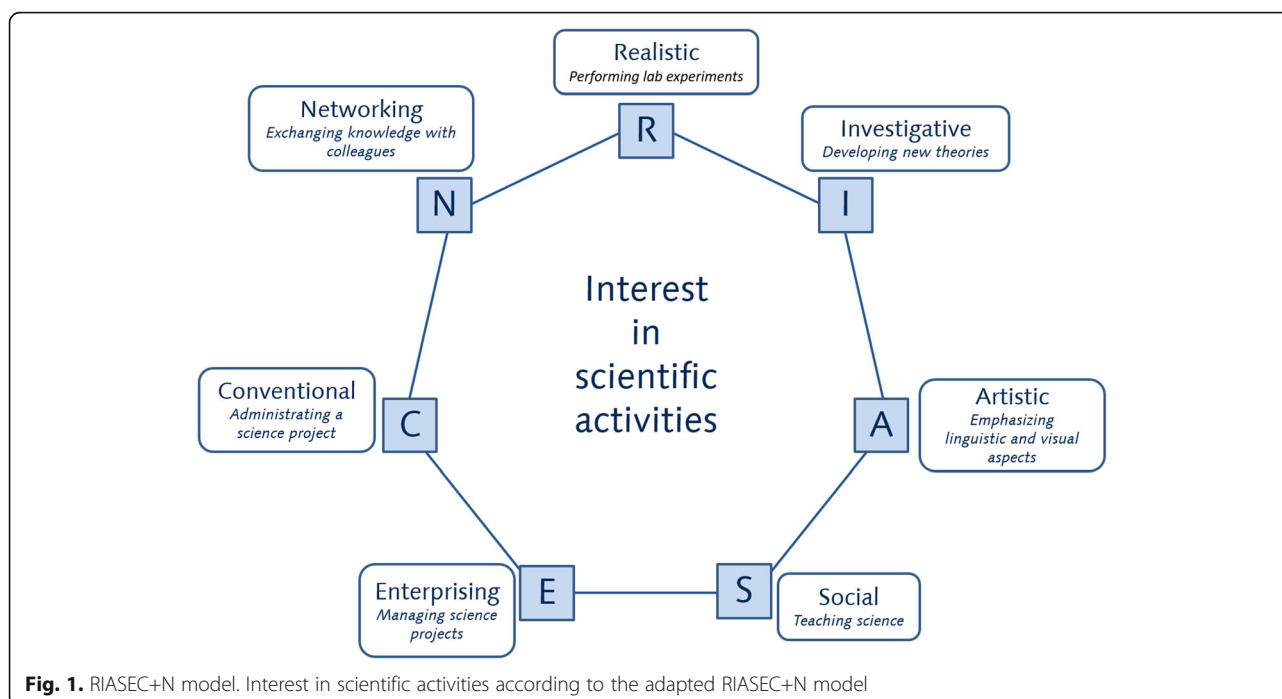 Realistic
Performing lab experiments
Networking
Exchanging knowledge with
colleagues
R
Investigative
Developing new theories
N
I
Interest
in
scientific
activities
Conventional
Administrating a
science project
C
A
Artistic
Emphasizing
linguistic and visual
aspects
Enterprising
Managing science
projects
E
S
Social
Teaching science
Fig. 1. RIASEC+N model. Interest in scientific activities according to the adapted RIASEC+N model